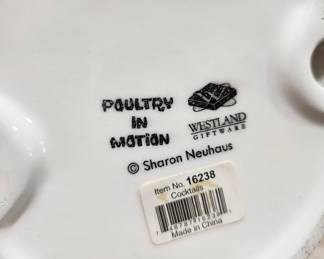 POULTRY
IN
MOTION
WESTLAND
GIFTWARE
© Sharon Neuhaus
Item No. 16238
Cocktails
Made in China